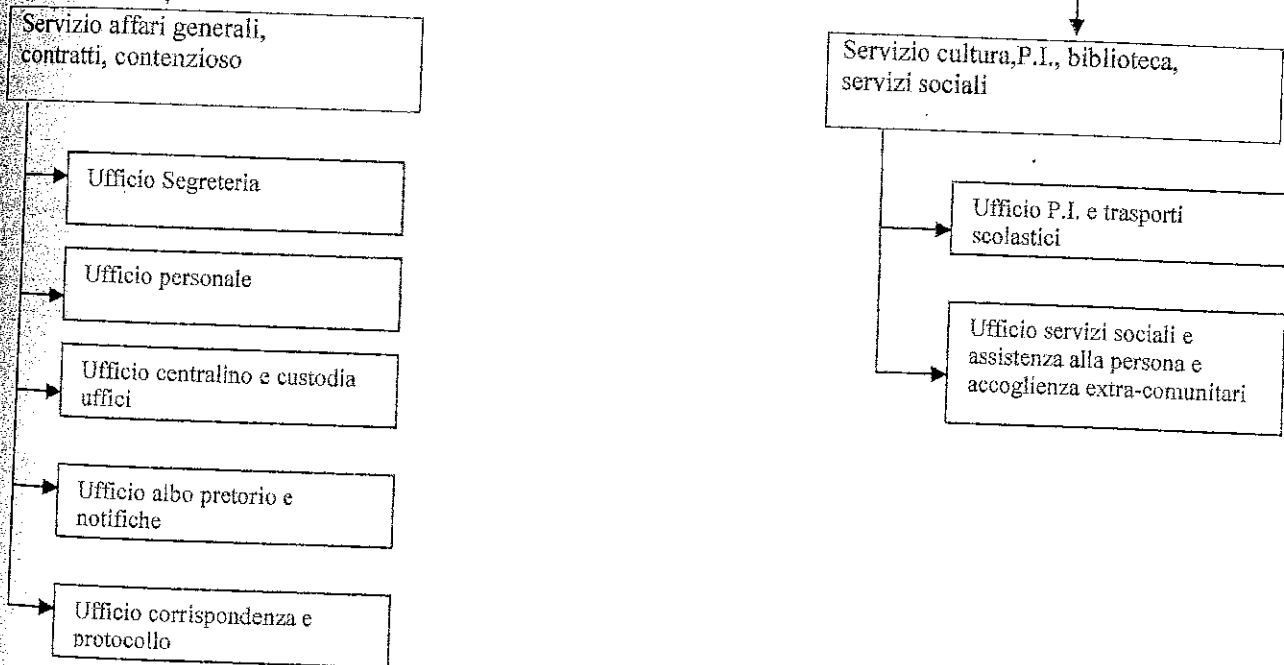 Servizio affari generali,
contratti, contenzioso
Ufficio Segreteria
Ufficio personale
Ufficio centralino e custodia
uffici
Ufficio albo pretorio e
notifiche
Ufficio corrispondenza e
protocollo
Servizio cultura,P.I., biblioteca,
servizi sociali
Ufficio P.I. e trasporti
scolastici
Ufficio servizi sociali e
assistenza alla persona e
accoglienza extra-comunitari